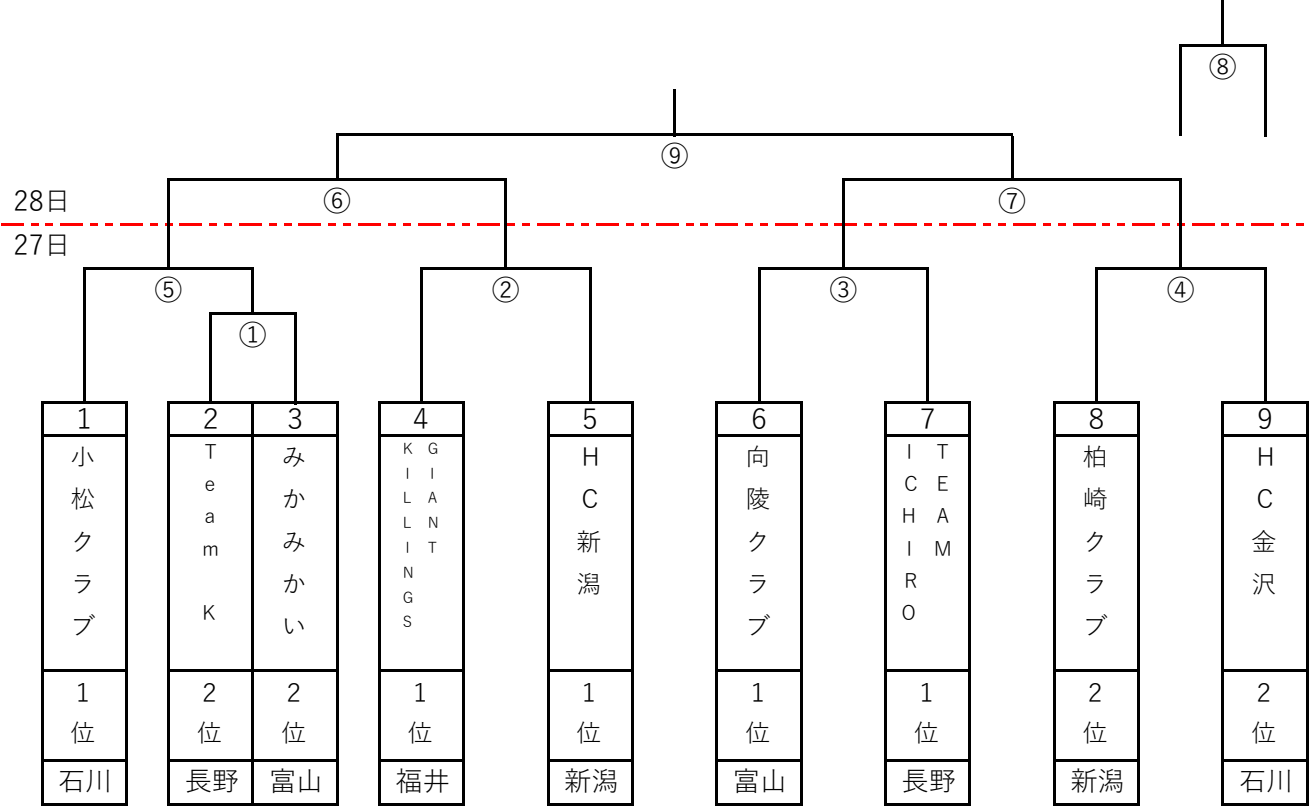 ⑧
⑨
28日
⑥
⑦
27日
⑤
②
③
④
①
1
2
3
4
5
6
7
8
9
小松クラブ
Team K
みかみかい
GIANT
KILLINGS
HC新潟
向陵クラブ
TEAM
ICHIRO
柏崎クラブ
HC金沢
1位
2位
2位
1位
1位
1位
1位
2位
2位
石川
長野
富山
福井
新潟
富山
長野
新潟
石川